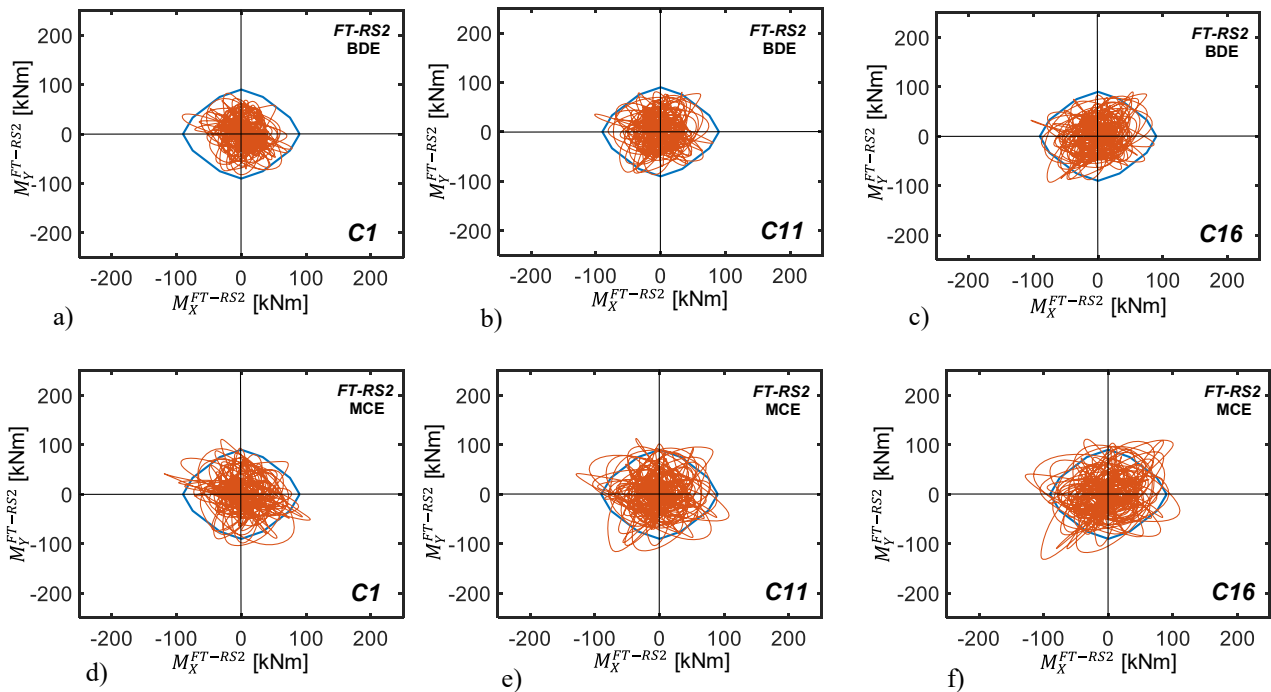 FT-RS2
BDE
200
100
0
-100
-200
M_Y^{FT-RS2} [kNm]
C1
-200 -100 0 100 200
M_X^{FT-RS2} [kNm]
a)
FT-RS2
BDE
200
100
0
-100
-200
M_Y^{FT-RS2} [kNm]
C11
-200 -100 0 100 200
M_X^{FT-RS2} [kNm]
b)
FT-RS2
BDE
200
100
0
-100
-200
M_Y^{FT-RS2} [kNm]
C16
-200 -100 0 100 200
M_X^{FT-RS2} [kNm]
c)
FT-RS2
MCE
200
100
0
-100
-200
M_Y^{FT-RS2} [kNm]
C1
-200 -100 0 100 200
M_X^{FT-RS2} [kNm]
d)
FT-RS2
MCE
200
100
0
-100
-200
M_Y^{FT-RS2} [kNm]
C11
-200 -100 0 100 200
M_X^{FT-RS2} [kNm]
e)
FT-RS2
MCE
200
100
0
-100
-200
M_Y^{FT-RS2} [kNm]
C16
-200 -100 0 100 200
M_X^{FT-RS2} [kNm]
f)